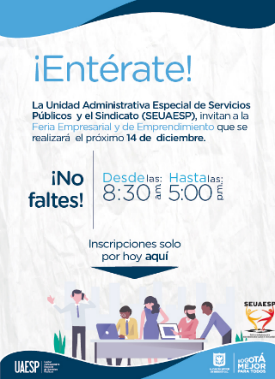 ¡Entérate!
La Unidad Administrativa Especial de Servicios
Públicos y el Sindicato (SEUAESP), invitan a la
Feria Empresarial y de Emprendimiento que se
realizará el próximo 14 de diciembre.
¡No
faltes!
Desde las:
8:30 a.m.
Hasta las:
5:00 p.m.
Inscripciones solo
por hoy aquí
SEUAESP
UAESP
BOGOTÁ
MEJOR
PARA TODOS